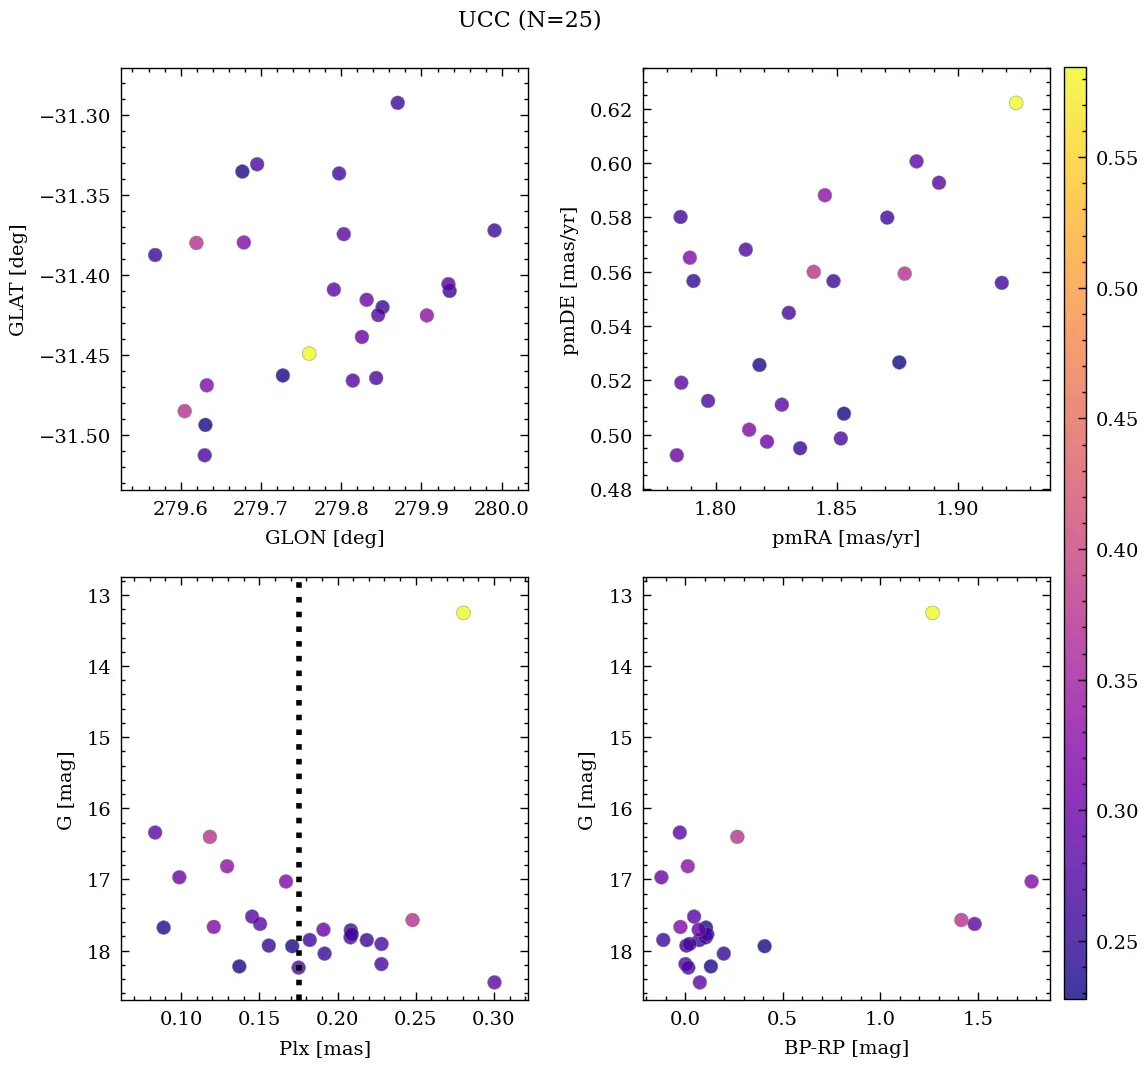 UCC (N=25)
−31.30
−31.35
−31.40
−31.45
−31.50
GLAT [deg]
279.6 279.7 279.8 279.9 280.0
GLON [deg]
0.62
0.60
0.58
0.56
0.54
0.52
0.50
0.48
pmDE [mas/yr]
1.80 1.85 1.90
pmRA [mas/yr]
13
14
15
16
17
18
G [mag]
0.10 0.15 0.20 0.25 0.30
Plx [mas]
13
14
15
16
17
18
G [mag]
0.0 0.5 1.0 1.5
BP-RP [mag]
0.55
0.50
0.45
0.40
0.35
0.30
0.25